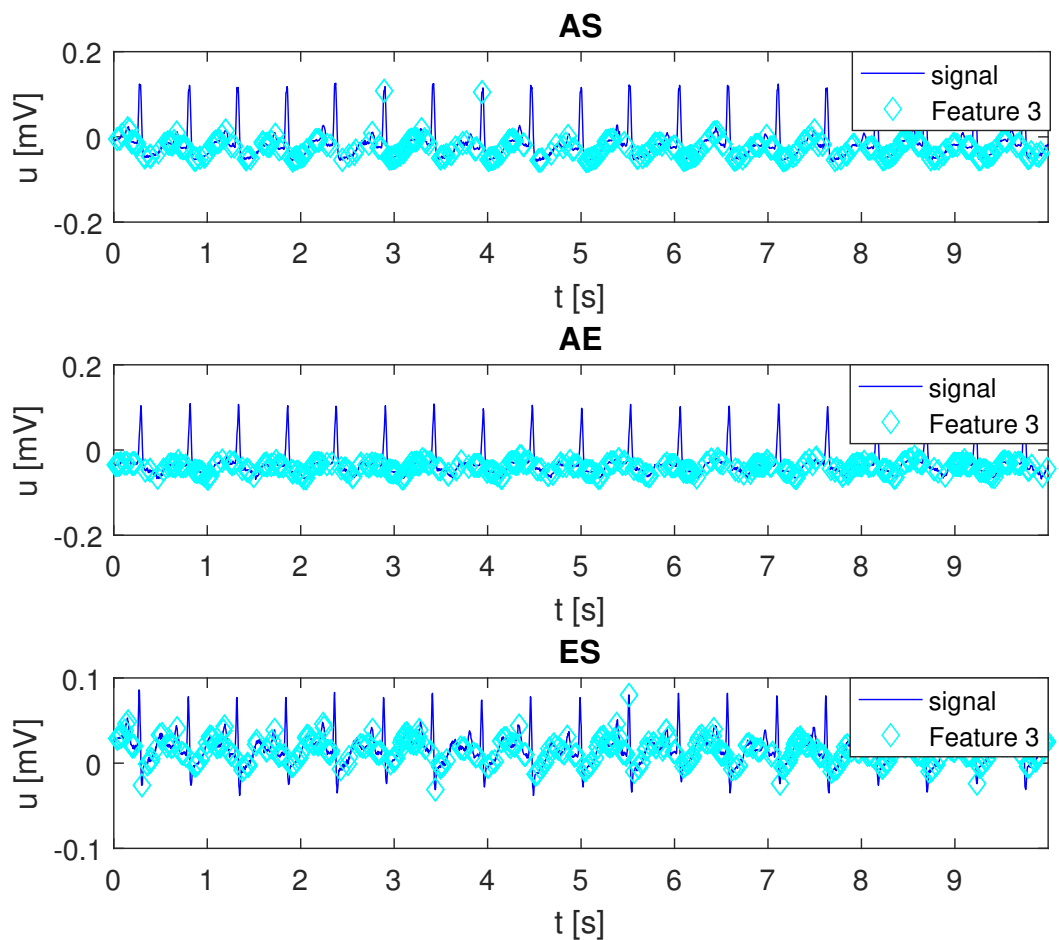 AS
0.2
0
-0.2
u [mV]
signal
Feature 3
0 1 2 3 4 5 6 7 8 9
t [s]
AE
0.2
0
-0.2
u [mV]
signal
Feature 3
0 1 2 3 4 5 6 7 8 9
t [s]
ES
0.1
0
-0.1
u [mV]
signal
Feature 3
0 1 2 3 4 5 6 7 8 9
t [s]